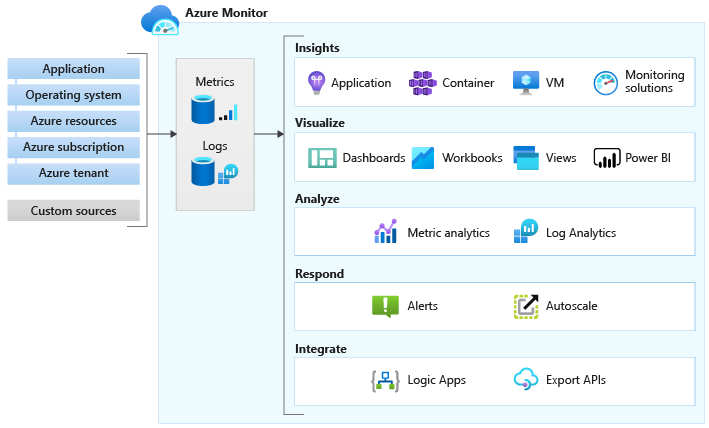 Azure Monitor
Application
Operating system
Azure resources
Azure subscription
Azure tenant
Custom sources
Metrics
Logs
Insights
Application
Container
VM
Monitoring
solutions
Visualize
Dashboards
Workbooks
Views
Power BI
Analyze
Metric analytics
Log Analytics
Respond
Alerts
Autoscale
Integrate
Logic Apps
Export APIs